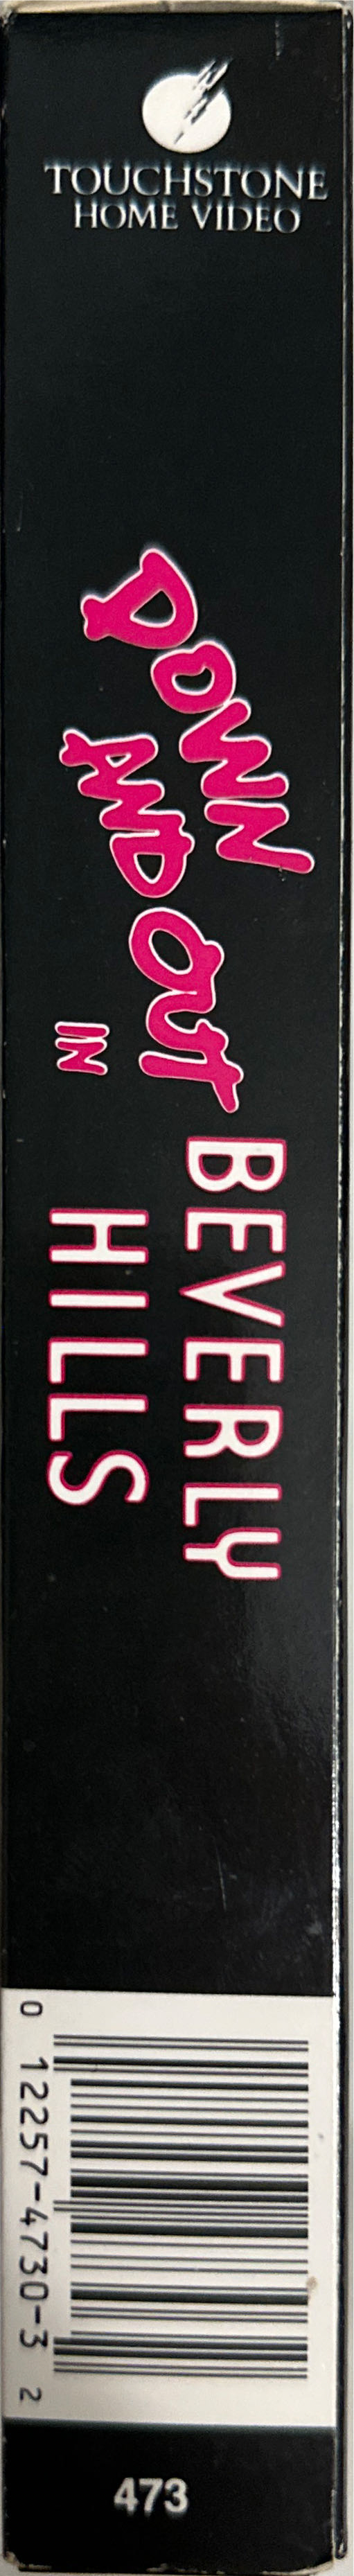 TOUCHSTONE
HOME VIDEO
DOWN
AND OUT
IN
BEVERLY
HILLS
0 12257-4730-3 2
473